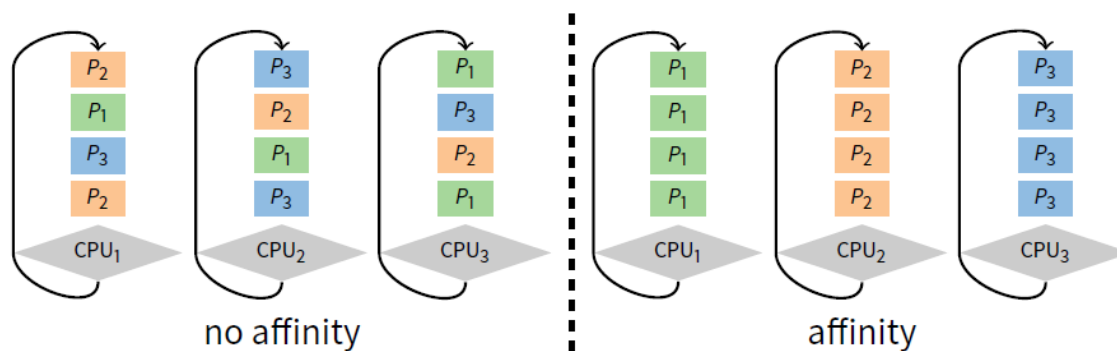 P₂ P₃ P₁ P₁ P₂ P₃
P₁ P₂ P₃ P₁ P₂ P₃
P₃ P₁ P₂ P₁ P₂ P₃
P₂ P₃ P₁ P₁ P₂ P₃
CPU₁ CPU₂ CPU₃ CPU₁ CPU₂ CPU₃
no affinity affinity